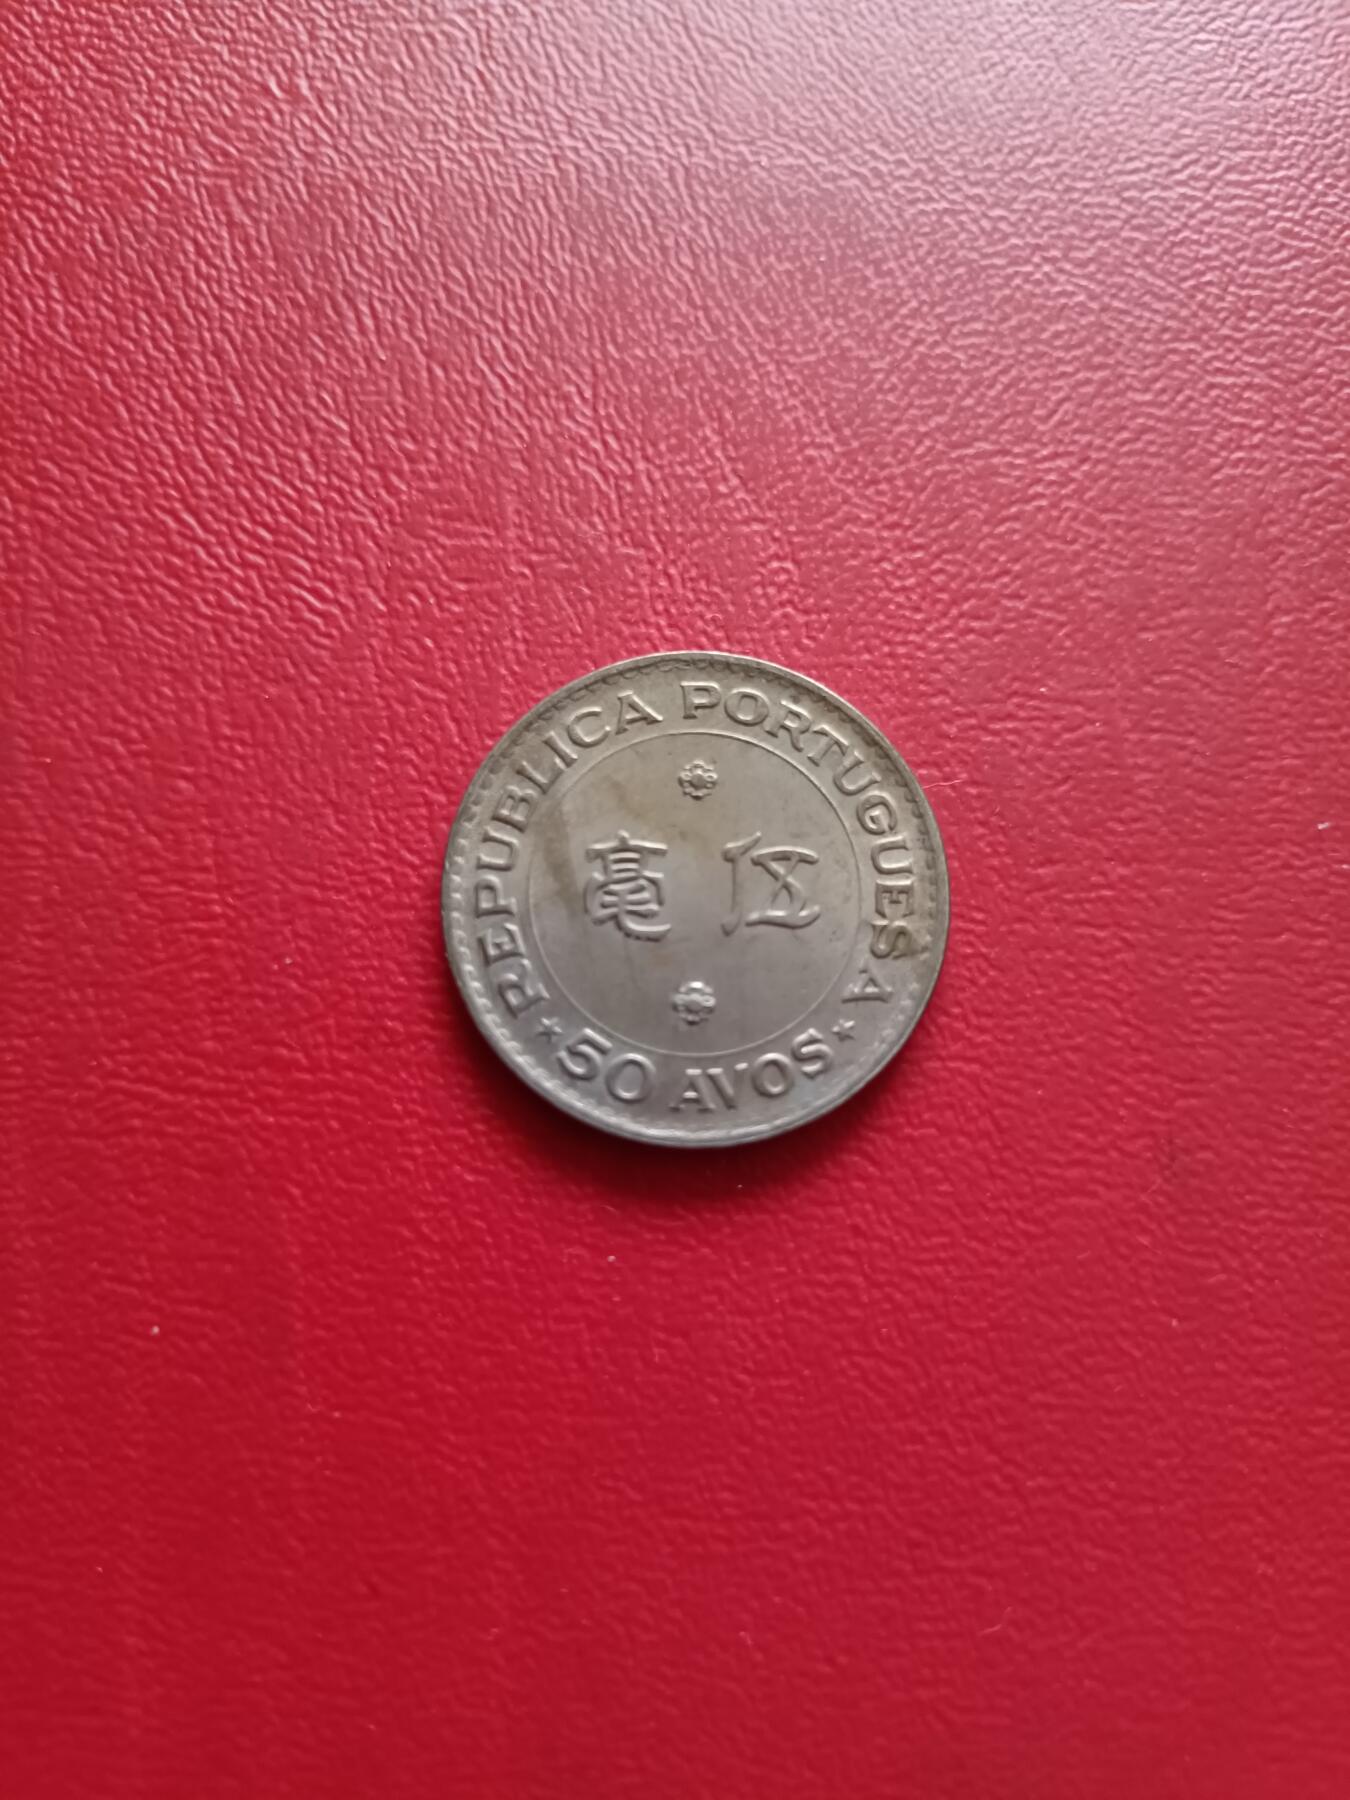 REPUBLICA PORTUGUESA
毫 伍
★ 50 AVOS ★